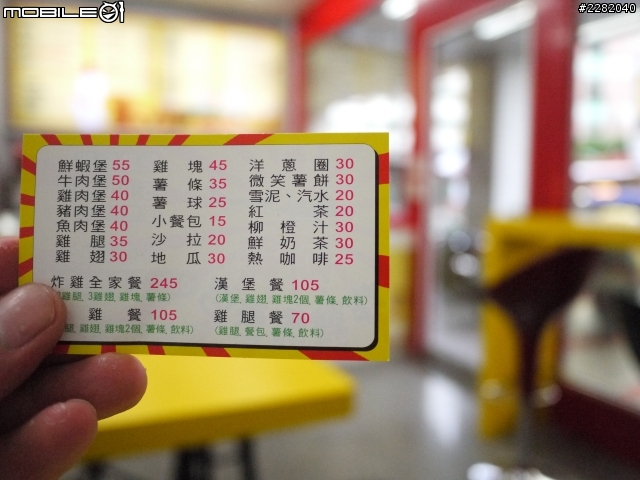 MOBILE01
#2282040
鮮蝦堡 55 雞塊 45 洋蔥圈 30
牛肉堡 50 薯條 35 微笑薯餅 30
雞肉堡 40 薯球 25 雪泥、汽水 20
豬肉堡 40 小餐包 15 紅茶 20
魚肉堡 40 沙拉 20 柳橙汁 30
雞腿 35 地瓜 30 鮮奶茶 30
雞翅 30 熱咖啡 25
炸雞全家餐 245 漢堡餐 105
雞腿, 3雞翅, 雞塊, 薯條) (漢堡, 雞翅, 雞塊2個, 薯條, 飲料)
雞餐 105 雞腿餐 70
雞翅, 雞塊2個, 薯條, 飲料) (雞腿, 餐包, 薯條, 飲料)